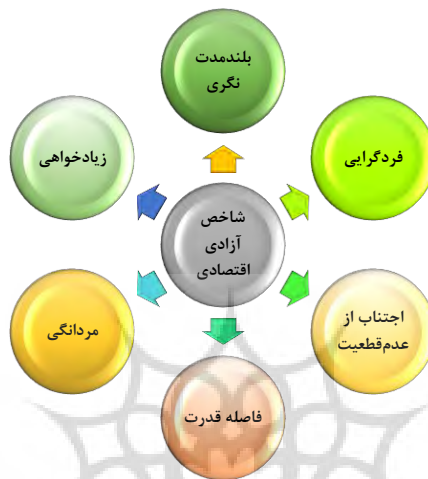 بلندمدت
نگری
فردگرایی
زیادخواهی
شاخص
آزادی
اقتصادی
اجتناب از
عدم‌قطعیت
مردانگی
فاصله قدرت